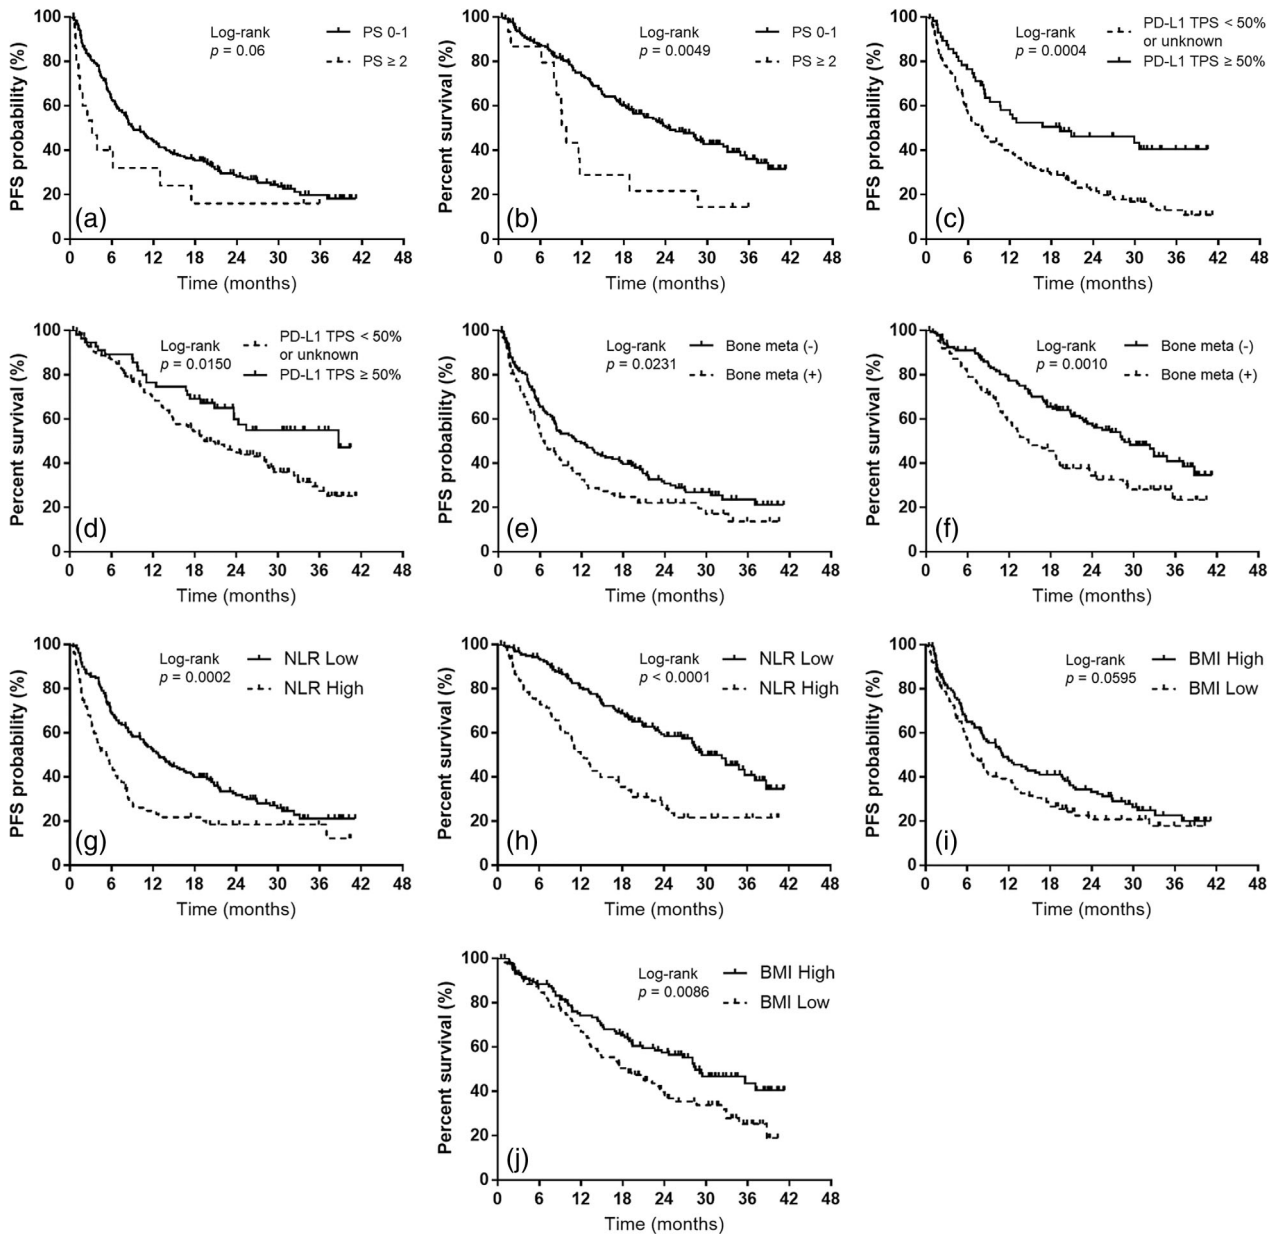 100
80
60
40
20
0
PFS probability (%)
Log-rank
p = 0.06
PS 0-1
PS ≥ 2
(a)
0 6 12 18 24 30 36 42 48
Time (months)
100
80
60
40
20
0
Percent survival (%)
Log-rank
p = 0.0049
PS 0-1
PS ≥ 2
(b)
0 6 12 18 24 30 36 42 48
Time (months)
100
80
60
40
20
0
PFS probability (%)
Log-rank
p = 0.0004
PD-L1 TPS < 50%
or unknown
PD-L1 TPS ≥ 50%
(c)
0 6 12 18 24 30 36 42 48
Time (months)
100
80
60
40
20
0
Percent survival (%)
Log-rank
p = 0.0150
PD-L1 TPS < 50%
or unknown
PD-L1 TPS ≥ 50%
(d)
0 6 12 18 24 30 36 42 48
Time (months)
100
80
60
40
20
0
PFS probability (%)
Log-rank
p = 0.0231
Bone meta (-)
Bone meta (+)
(e)
0 6 12 18 24 30 36 42 48
Time (months)
100
80
60
40
20
0
Percent survival (%)
Log-rank
p = 0.0010
Bone meta (-)
Bone meta (+)
(f)
0 6 12 18 24 30 36 42 48
Time (months)
100
80
60
40
20
0
PFS probability (%)
Log-rank
p = 0.0002
NLR Low
NLR High
(g)
0 6 12 18 24 30 36 42 48
Time (months)
100
80
60
40
20
0
Percent survival (%)
Log-rank
p < 0.0001
NLR Low
NLR High
(h)
0 6 12 18 24 30 36 42 48
Time (months)
100
80
60
40
20
0
PFS probability (%)
Log-rank
p = 0.0595
BMI High
BMI Low
(i)
0 6 12 18 24 30 36 42 48
Time (months)
100
80
60
40
20
0
Percent survival (%)
Log-rank
p = 0.0086
BMI High
BMI Low
(j)
0 6 12 18 24 30 36 42 48
Time (months)